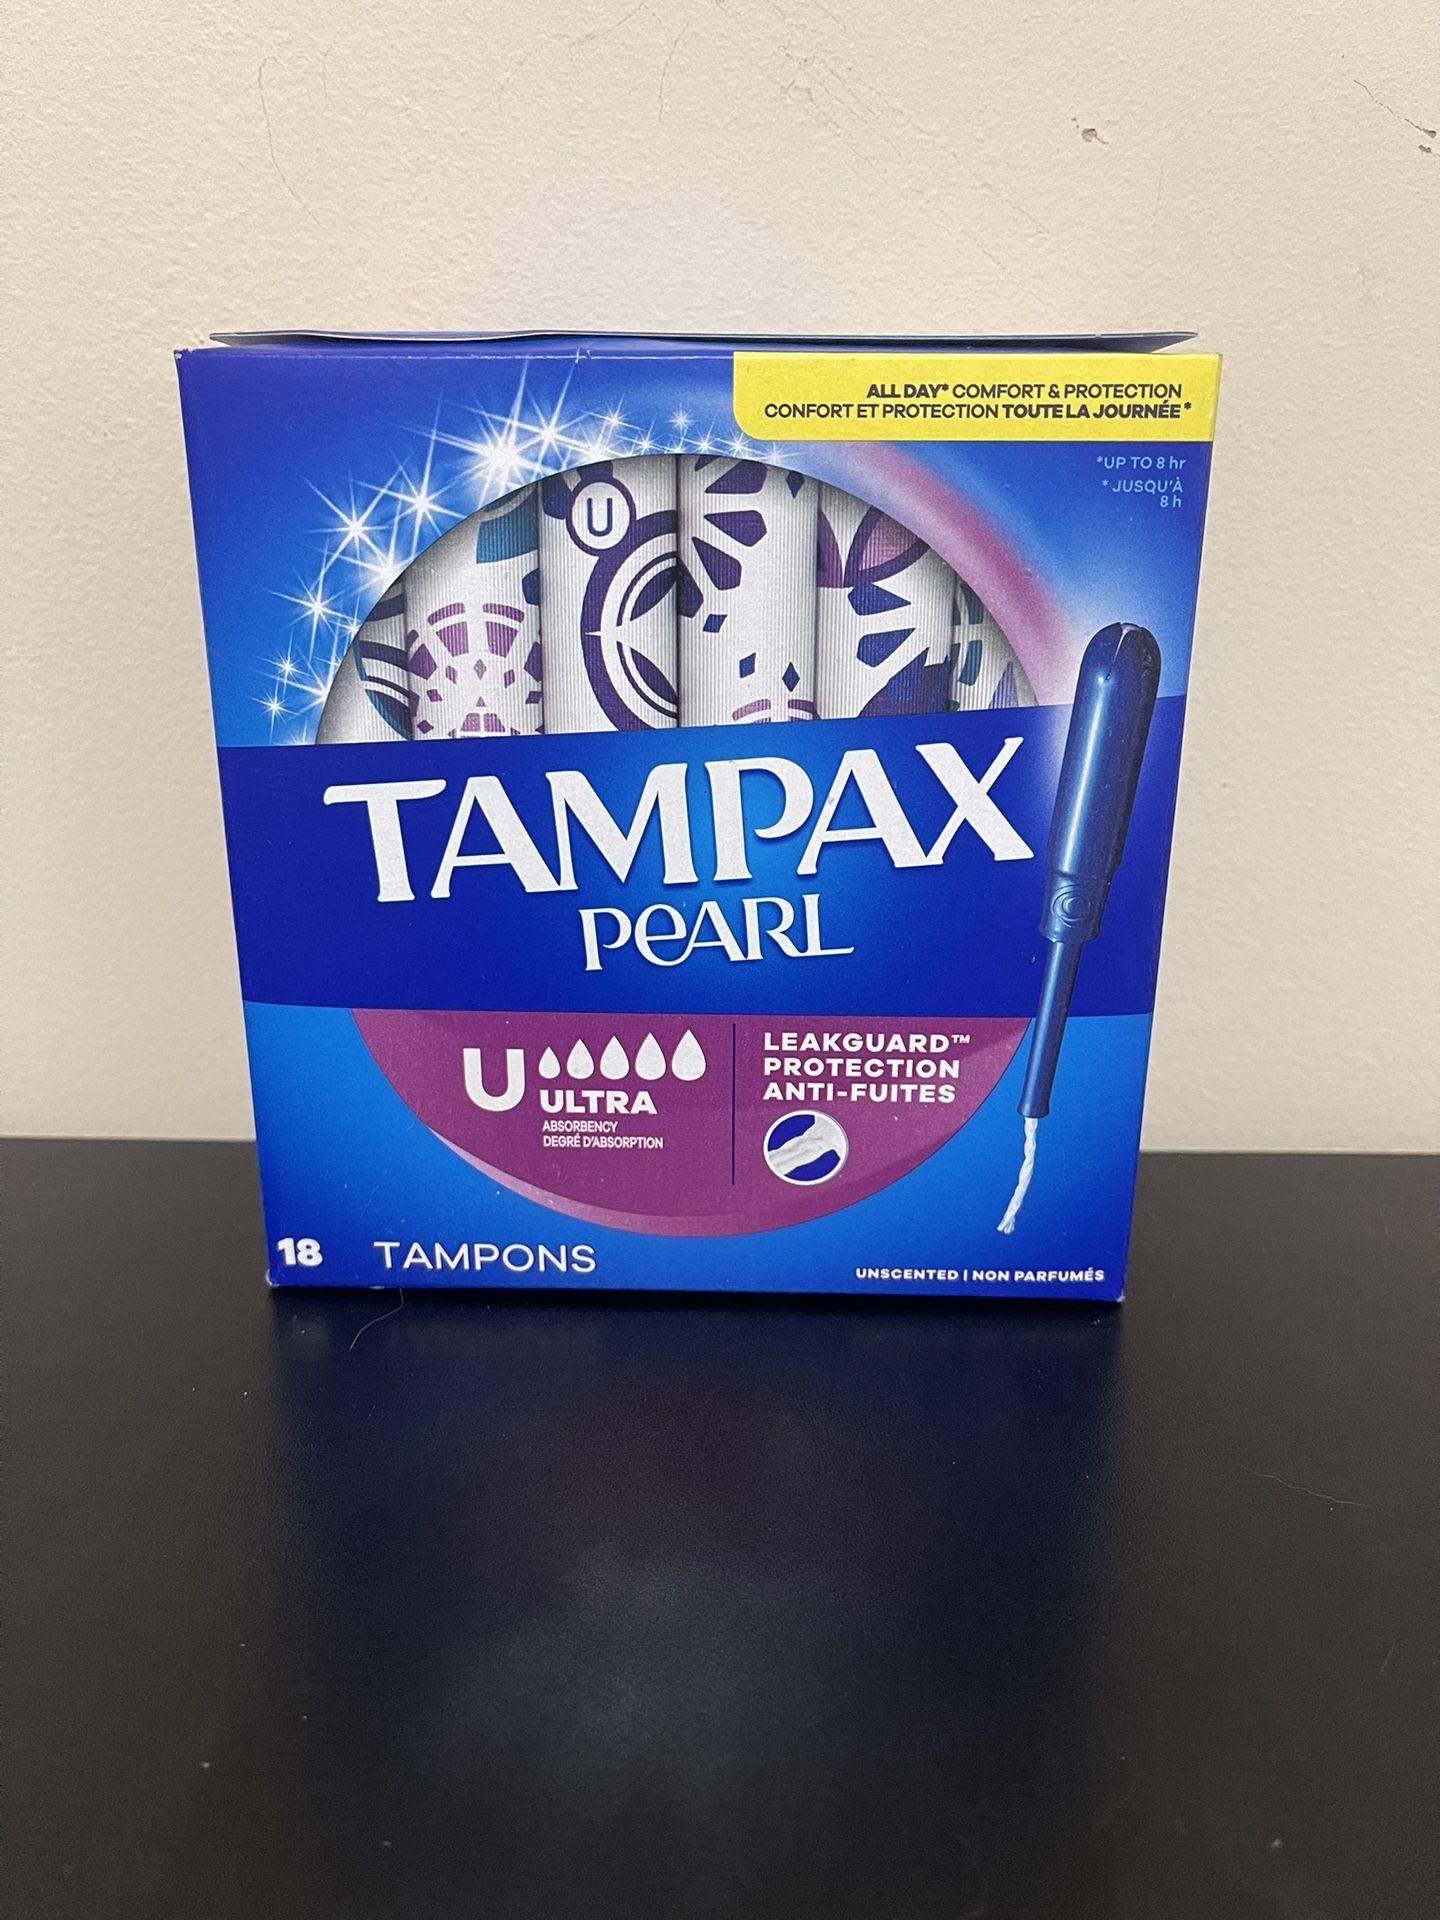 ALL DAY* COMFORT & PROTECTION
CONFORT ET PROTECTION TOUTE LA JOURNÉE*
*UP TO 8 hr
*JUSQU'À
8 h
U
TAMPAX
PEARL
U
ULTRA
ABSORBENCY
DEGRÉ D'ABSORPTION
LEAKGUARD™
PROTECTION
ANTI-FUITES
18 TAMPONS
UNSCENTED | NON PARFUMÉS